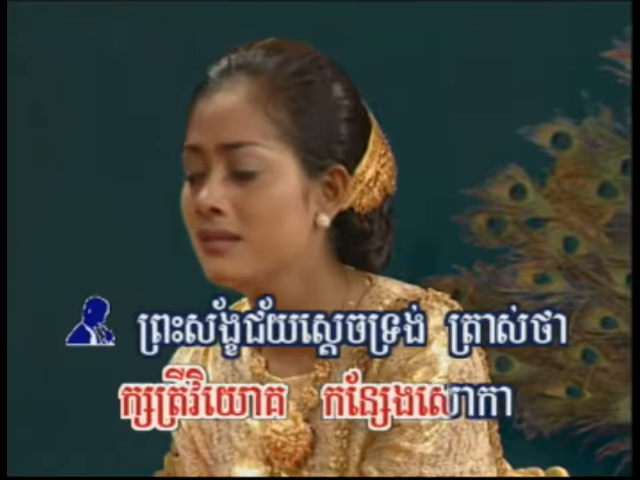 ព្រះសង្ខែជ័យស្ដេចទ្រង់ ត្រាស់ថា
ក្សត្រីវិយោគ កន្សែងសោកា